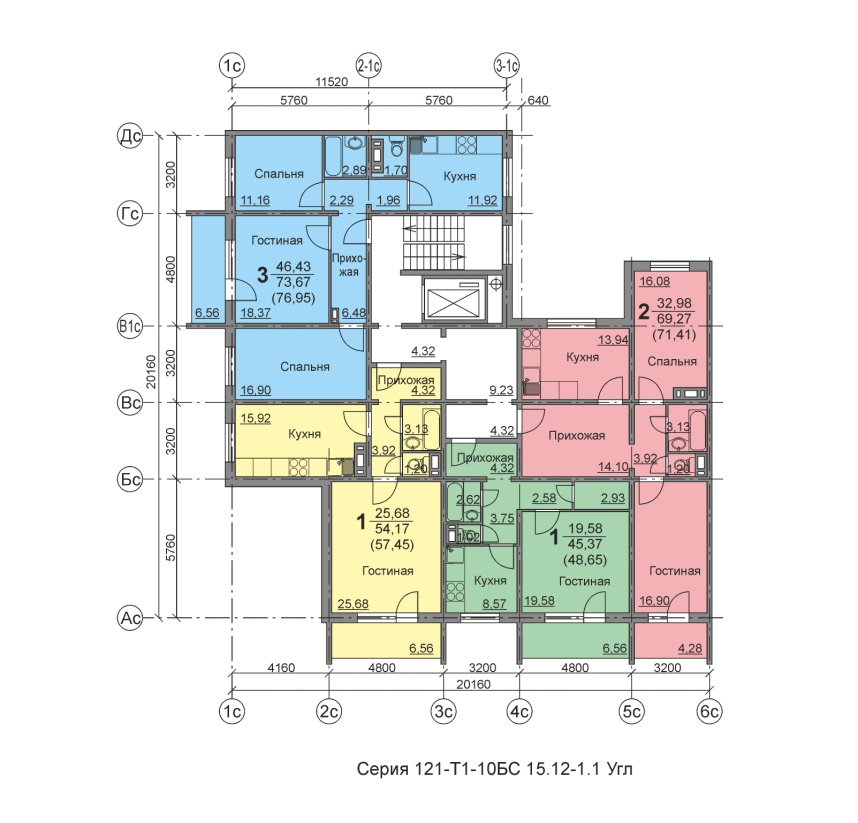 1с
2-1с
3-1с
11520
5760
5760
640
Дс
3200
Гс
4800
В1с
20160
3200
Вс
3200
Бс
5760
Ас
Спальня
11,16
2,89
1,70
Кухня
11,92
2,29
1,96
Гостиная
3
46,43
73,67
(76,95)
18,37
6,56
Прихо-
жая
6,48
Спальня
16,90
4,32
9,23
4,32
15,92
Кухня
Прихожая
4,32
3,13
3,92
1,20
1
25,68
54,17
(57,45)
Гостиная
25,68
6,56
Прихожая
4,32
2,62
3,75
1,02
2,58
2,93
Кухня
8,57
1
19,58
45,37
(48,65)
Гостиная
19,58
6,56
16,08
2
32,98
69,27
(71,41)
Спальня
13,94
Кухня
Прихожая
14,10
3,13
3,92
1,20
Гостиная
16,90
4,28
4160
4800
3200
4800
3200
20160
1с
2с
3с
4с
5с
6с
Серия 121-Т1-10БС 15.12-1.1 Угл